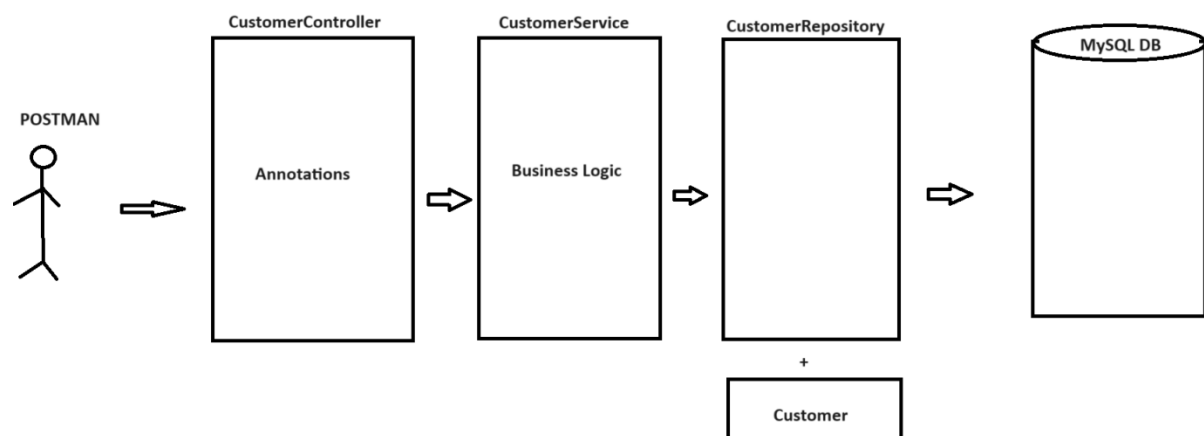 CustomerController
CustomerService
CustomerRepository
MySQL DB
POSTMAN
Annotations
Business Logic
+
Customer